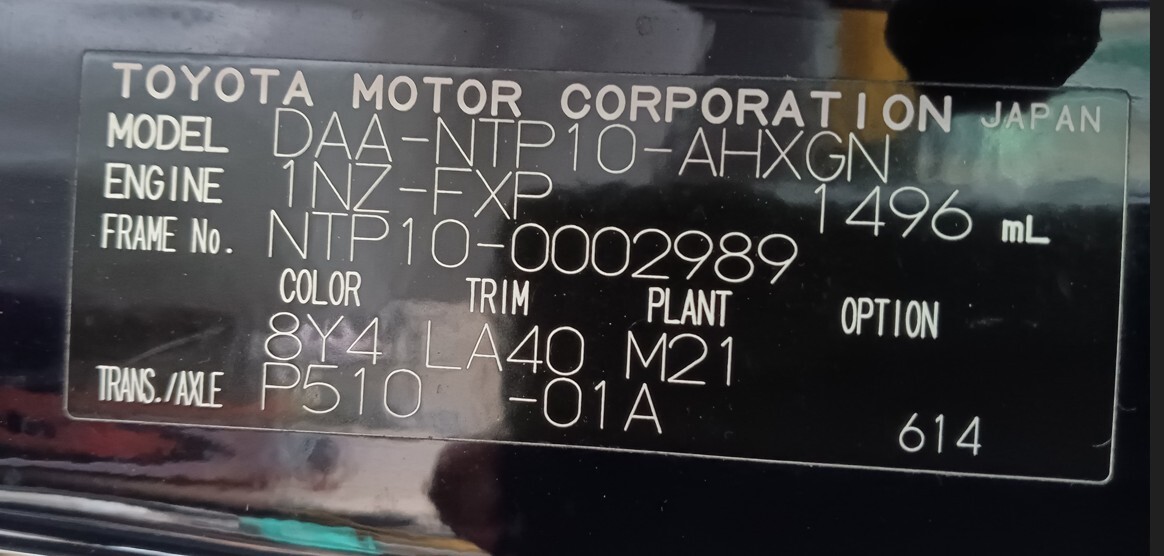 TOYOTA MOTOR CORPORATION JAPAN
MODEL DAA-NTP10-AHXGN
ENGINE 1NZ-FXP 1496 mL
FRAME No. NTP10-0002989
COLOR TRIM PLANT OPTION
8Y4 LA40 M21
TRANS./AXLE P510 -01A
614